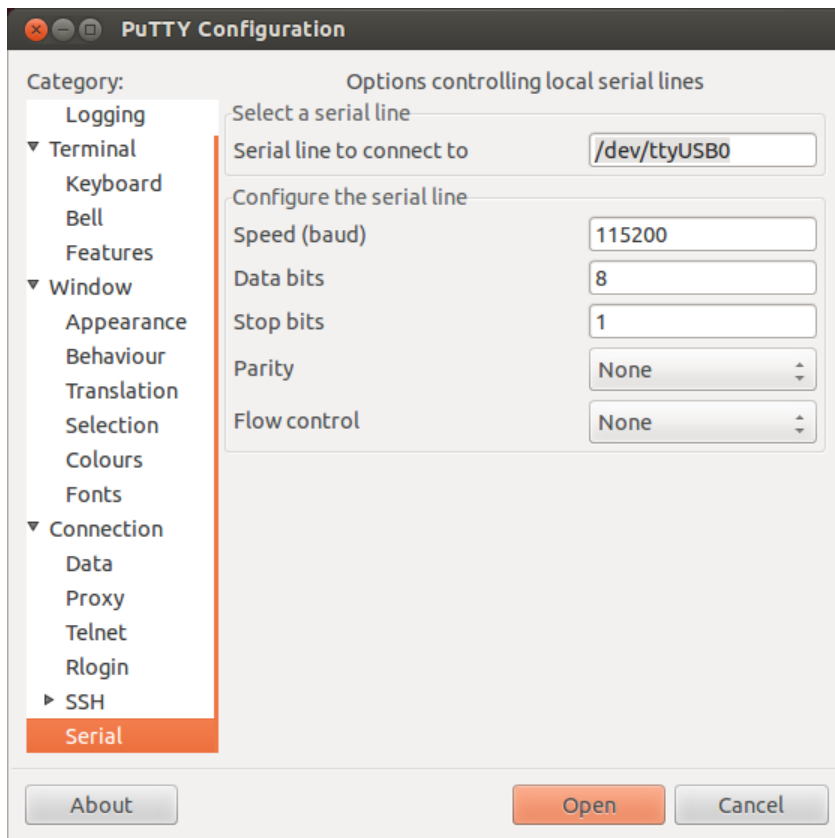 PuTTY Configuration
Category:
Logging
Terminal
Keyboard
Bell
Features
Window
Appearance
Behaviour
Translation
Selection
Colours
Fonts
Connection
Data
Proxy
Telnet
Rlogin
SSH
Serial
Options controlling local serial lines
Select a serial line
Serial line to connect to /dev/ttyUSB0
Configure the serial line
Speed (baud) 115200
Data bits 8
Stop bits 1
Parity None
Flow control None
About Open Cancel